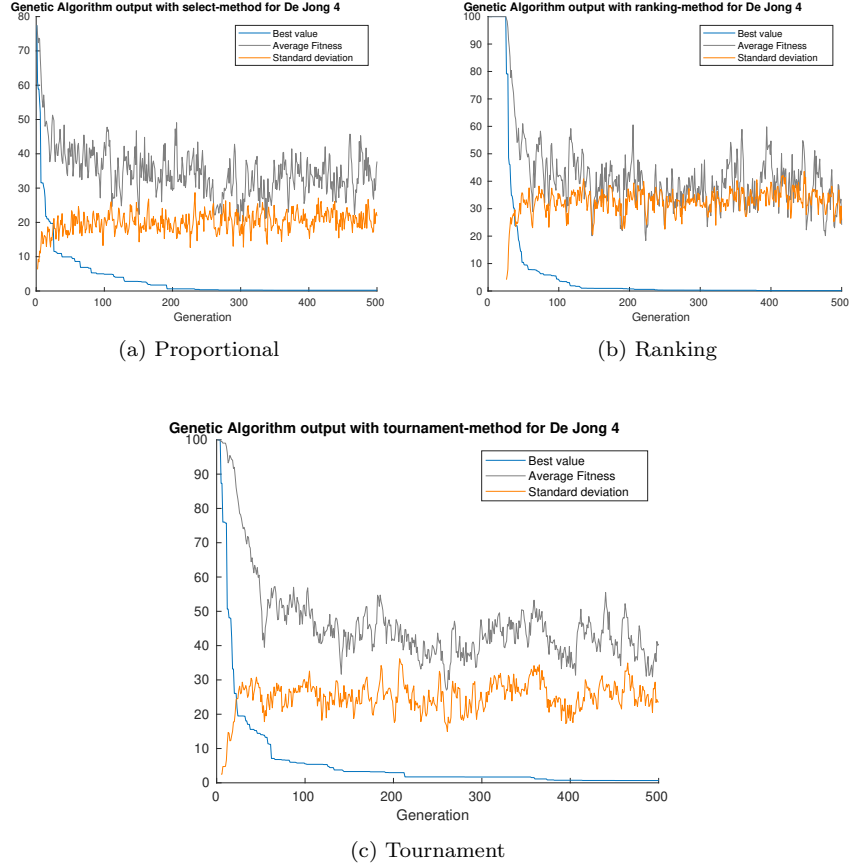 Genetic Algorithm output with select-method for De Jong 4
80
70
60
50
40
30
20
10
0
0 100 200 300 400 500
Generation
Best value
Average Fitness
Standard deviation
(a) Proportional
Genetic Algorithm output with ranking-method for De Jong 4
100
90
80
70
60
50
40
30
20
10
0
0 100 200 300 400 500
Generation
Best value
Average Fitness
Standard deviation
(b) Ranking
Genetic Algorithm output with tournament-method for De Jong 4
100
90
80
70
60
50
40
30
20
10
0
0 100 200 300 400 500
Generation
Best value
Average Fitness
Standard deviation
(c) Tournament